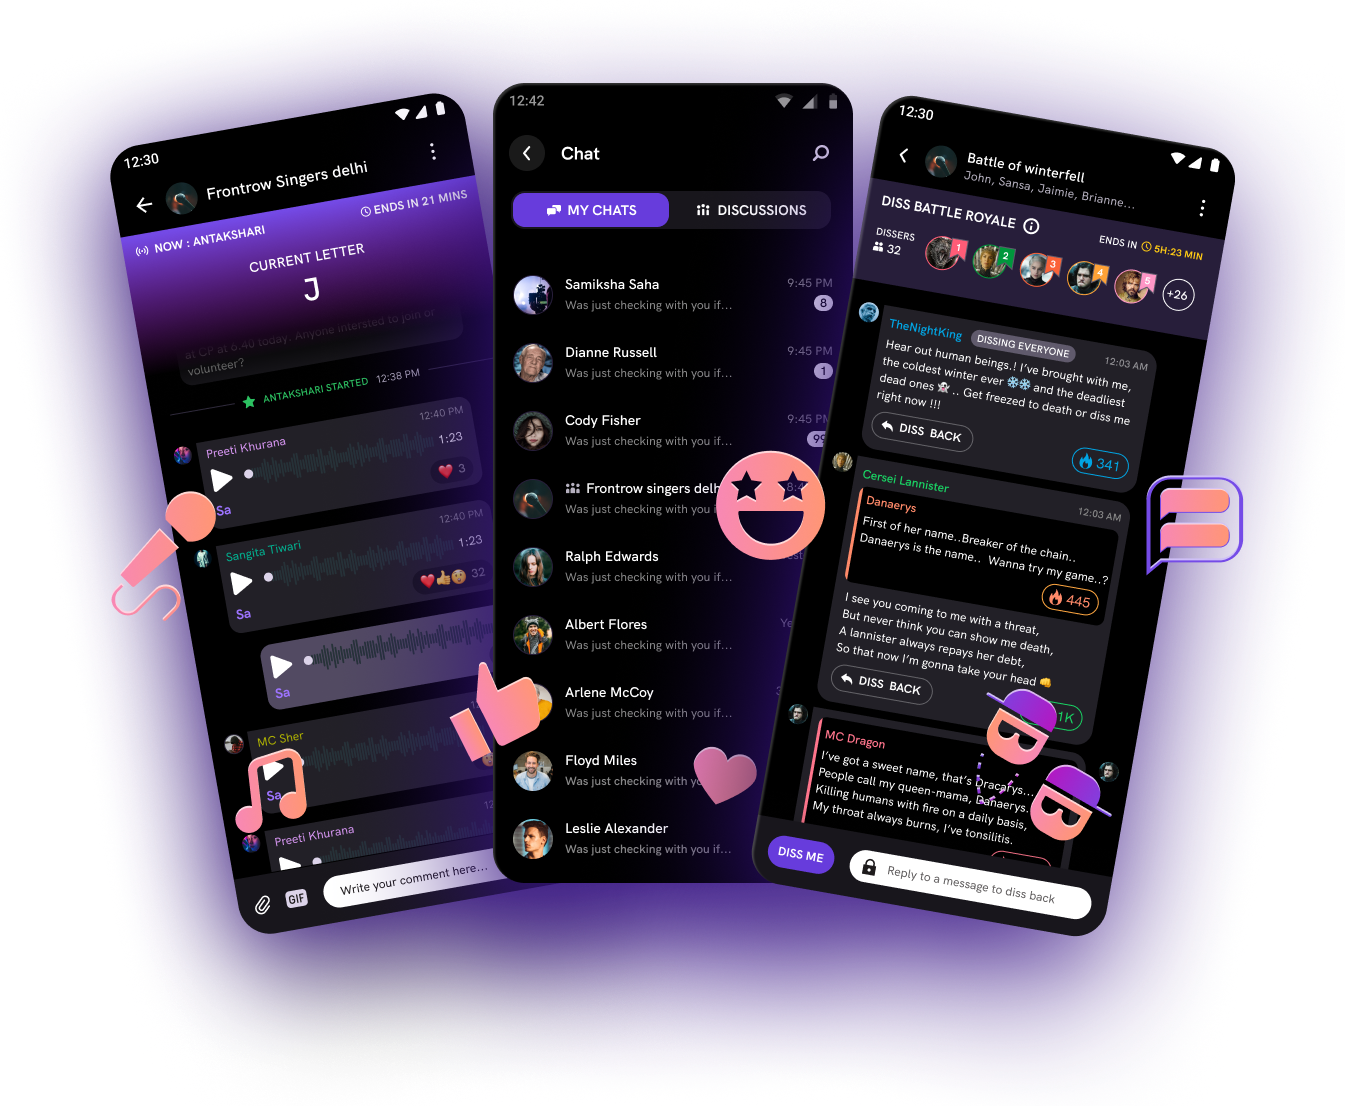 12:30
Frontrow Singers delhi
NOW : ANTAKSHARI
ENDS IN 21 MINS
CURRENT LETTER
J
at CP at 6:40 today. Anyone intersted to join or
volunteer?
ANTAKSHARI STARTED 12:38 PM
12:40 PM
Preeti Khurana
1:23
3
Sa
12:40 PM
Sangita Tiwari
1:23
32
Sa
Sa
MC Sher
Sa
Preeti Khurana
GIF
Write your comment here...
12:42
Chat
MY CHATS
DISCUSSIONS
Samiksha Saha
9:45 PM
Was just checking with you if...
8
Dianne Russell
9:45 PM
Was just checking with you if...
1
Cody Fisher
9:45 PM
Was just checking with you if...
99
Frontrow singers delh
Was just checking with you
Ralph Edwards
Was just checking with you if...
Albert Flores
Was just checking with you if...
Arlene McCoy
Was just checking with you if...
Floyd Miles
Was just checking with you if...
Leslie Alexander
Was just checking with you if...
12:30
Battle of winterfell
John, Sansa, Jaimie, Brianne...
DISS BATTLE ROYALE
ENDS IN 5H:23 MIN
DISSERS
32
1
2
3
4
5
+26
TheNightKing
DISSING EVERYONE
12:03 AM
Hear out human beings.! I've brought with me,
the coldest winter ever ❄️❄️ and the deadliest
dead ones 👻 .. Get freezed to death or diss me
right now !!!
DISS BACK
341
Cersei Lannister
12:03 AM
Danaerys
First of her name..Breaker of the chain..
Danaerys is the name.. Wanna try my game..?
445
I see you coming to me with a threat,
But never think you can show me death,
A lannister always repays her debt,
So that now I'm gonna take your head 👊
DISS BACK
1K
MC Dragon
I've got a sweet name, that's Dracarys...
People call my queen-mama, Danaerys.
Killing humans with fire on a daily basis,
My throat always burns, I've tonsilitis.
DISS ME
Reply to a message to diss back